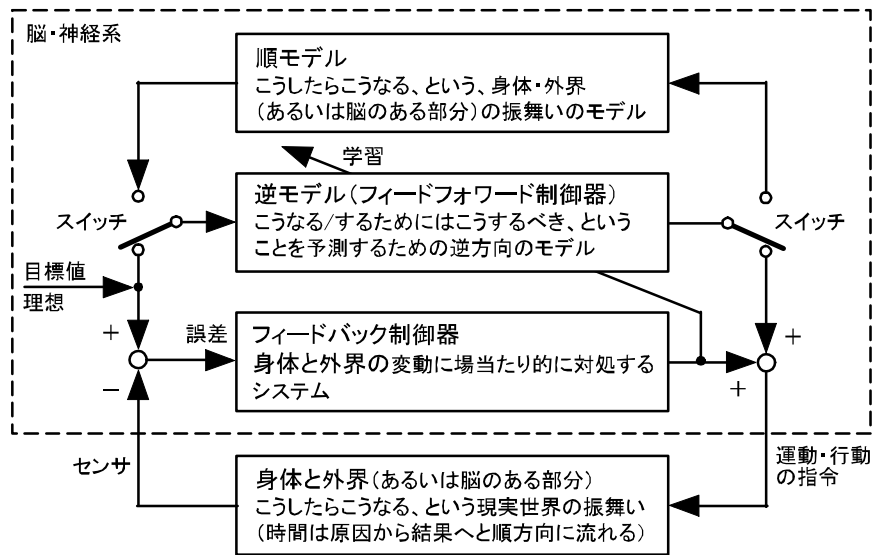 脳・神経系
順モデル
こうしたらこうなる、という、身体・外界
(あるいは脳のある部分)の振舞いのモデル
学習
逆モデル(フィードフォワード制御器)
こうなる/するためにはこうするべき、という
ことを予測するための逆方向のモデル
スイッチ
スイッチ
目標値
理想
+
誤差
フィードバック制御器
身体と外界の変動に場当たり的に対処する
システム
+
−
+
センサ
運動・行動
の指令
身体と外界(あるいは脳のある部分)
こうしたらこうなる、という現実世界の振舞い
(時間は原因から結果へと順方向に流れる)